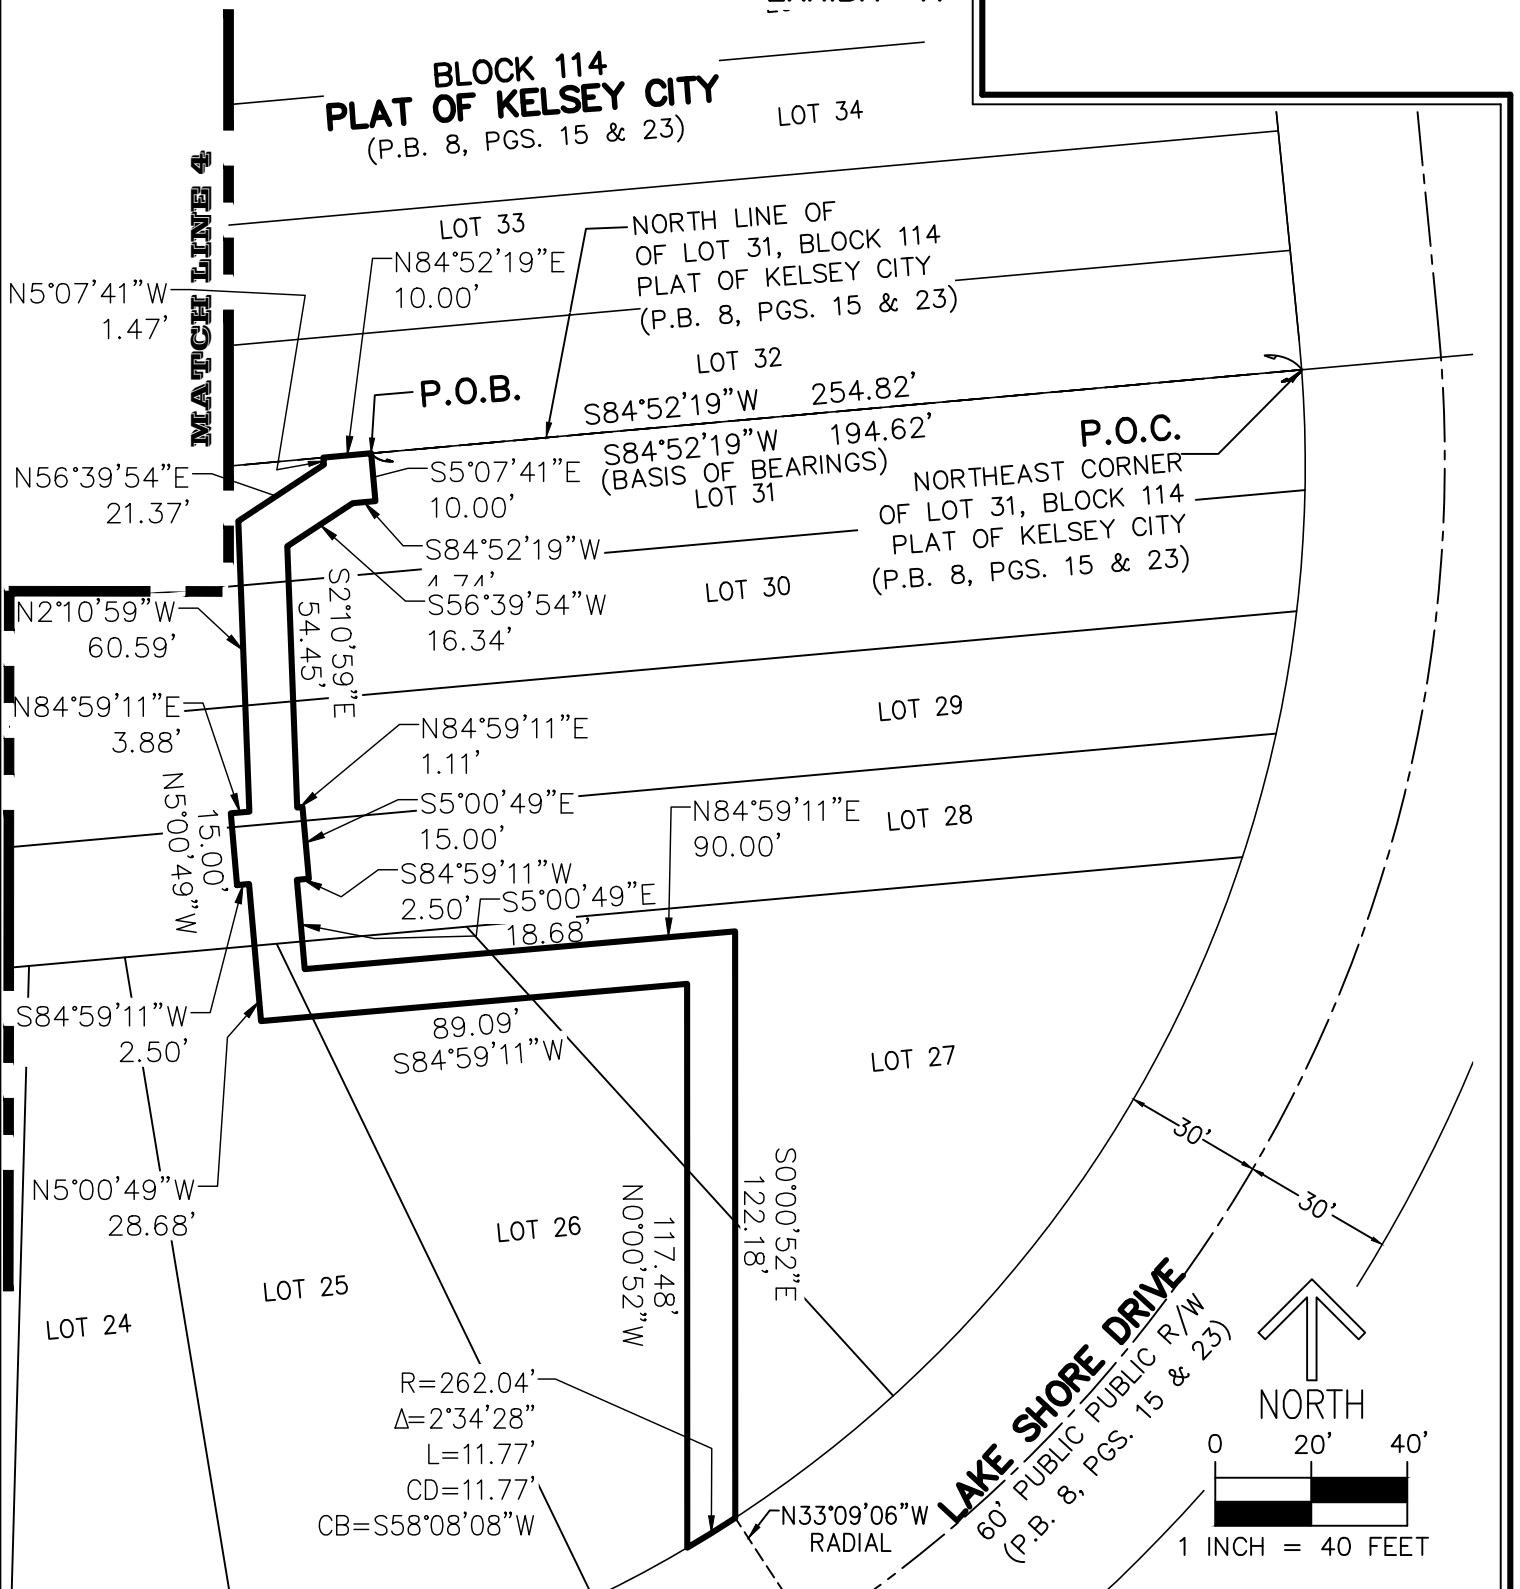 BLOCK 114
PLAT OF KELSEY CITY
(P.B. 8, PGS. 15 & 23)
LOT 34
MATCH LINE 4
LOT 33
NORTH LINE OF
OF LOT 31, BLOCK 114
PLAT OF KELSEY CITY
(P.B. 8, PGS. 15 & 23)
N84°52'19"E
10.00'
N5°07'41"W
1.47'
LOT 32
P.O.B.
S84°52'19"W 254.82'
S84°52'19"W 194.62'
(BASIS OF BEARINGS)
LOT 31
P.O.C.
NORTHEAST CORNER
OF LOT 31, BLOCK 114
PLAT OF KELSEY CITY
(P.B. 8, PGS. 15 & 23)
N56°39'54"E
21.37'
S5°07'41"E
10.00'
S84°52'19"W
4.74'
S56°39'54"W
16.34'
LOT 30
S2°10'59"E
54.45'
N2°10'59"W
60.59'
N84°59'11"E
3.88'
LOT 29
N84°59'11"E
1.11'
S5°00'49"E
15.00'
N84°59'11"E
90.00'
LOT 28
15.00'
N5°00'49"W
S84°59'11"W
2.50'
S5°00'49"E
18.68'
S84°59'11"W
2.50'
89.09'
S84°59'11"W
LOT 27
30'
30'
N5°00'49"W
28.68'
LOT 26
S0°00'52"E
122.18'
117.48'
N0°00'52"W
LOT 25
LOT 24
R=262.04'
Δ=2°34'28"
L=11.77'
CD=11.77'
CB=S58°08'08"W
N33°09'06"W
RADIAL
LAKE SHORE DRIVE
60' PUBLIC PUBLIC R/W
(P.B. 8, PGS. 15 & 23)
NORTH
0 20' 40'
1 INCH = 40 FEET